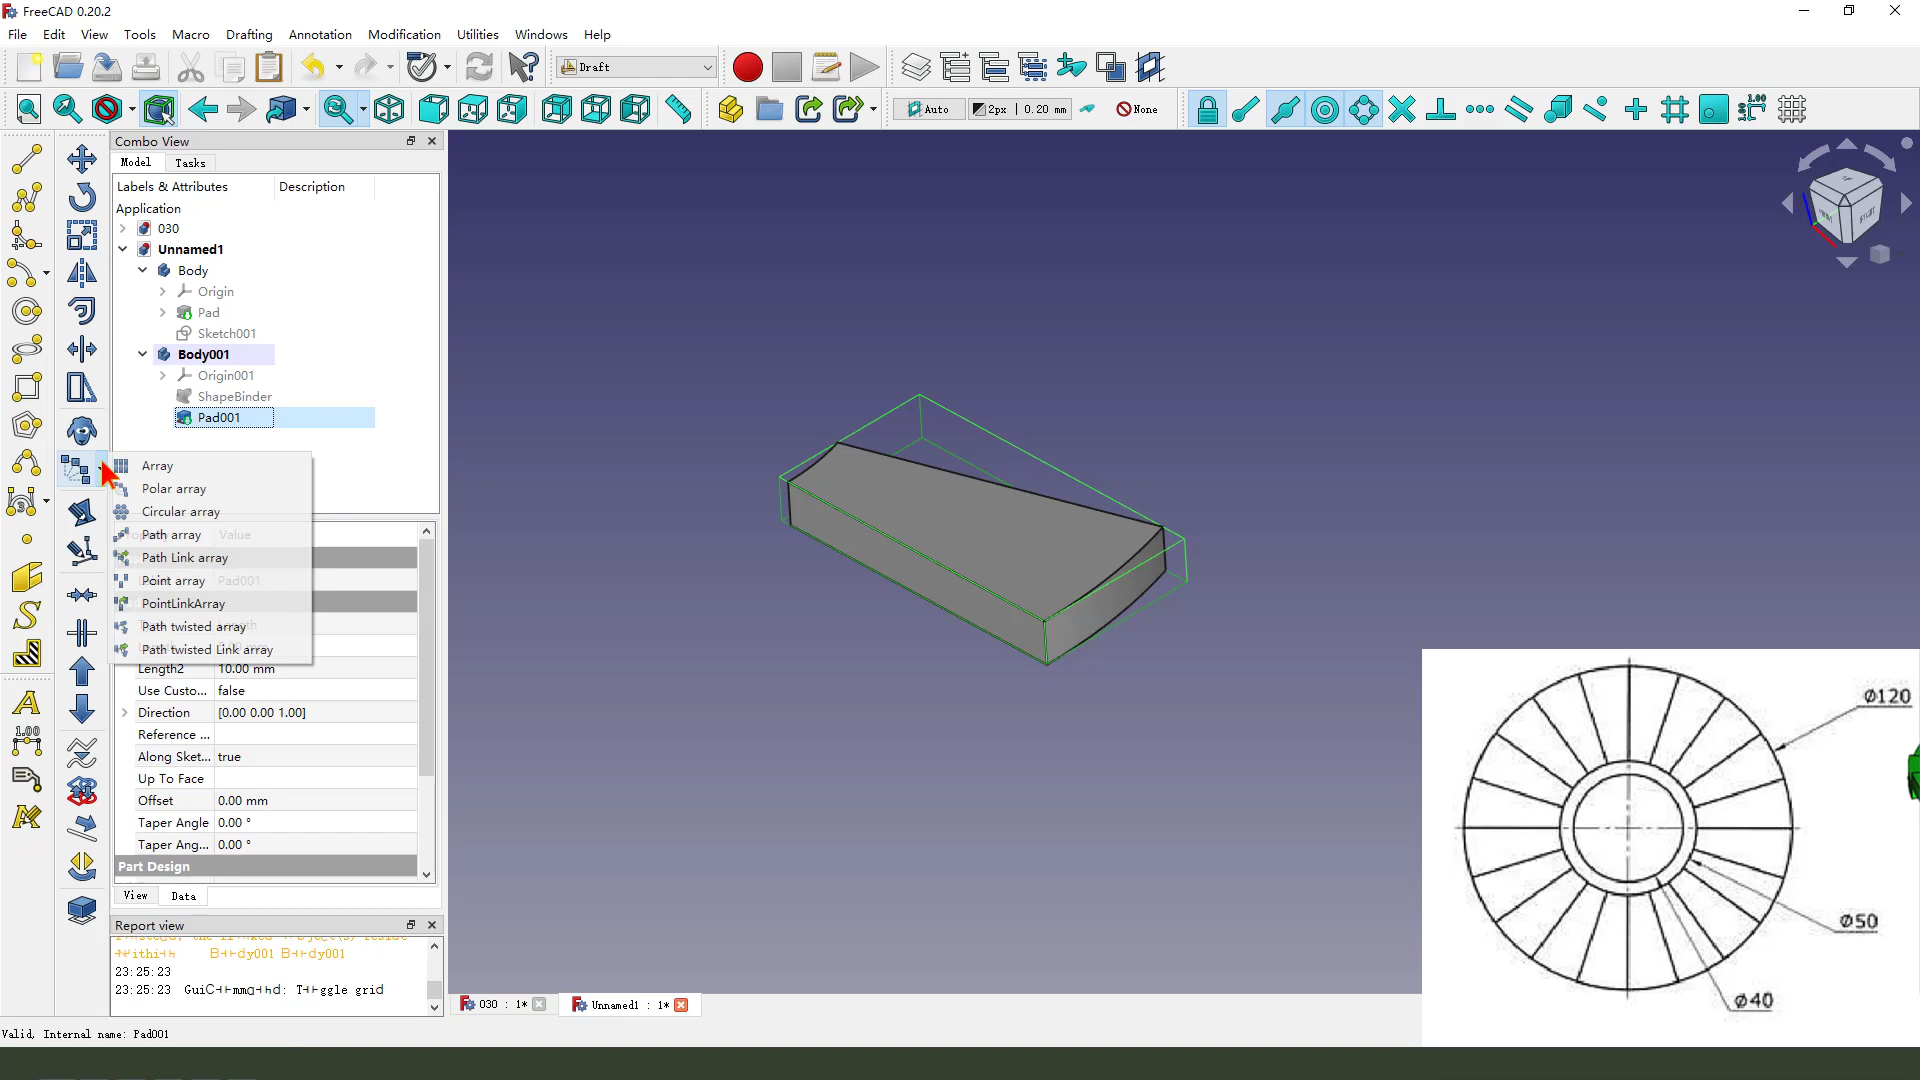 FreeCAD 0.20.2
File Edit View Tools Macro Drafting Annotation Modification Utilities Windows Help
Draft
Auto 2px | 0.20 mm None
Combo View
Model Tasks
Labels & Attributes Description
Application
030
Unnamed1
Body
Origin
Pad
Sketch001
Body001
Origin001
ShapeBinder
Pad001
Array
Polar array
Circular array
Path array
Value
Path Link array
Point array
Pad001
PointLinkArray
Path twisted array
Path twisted Link array
Length2 10.00 mm
Use Custo... false
Direction [0.00 0.00 1.00]
Reference ...
Along Sket... true
Up To Face
Offset 0.00 mm
Taper Angle 0.00 °
Taper Ang... 0.00 °
Part Design
View Data
Report view
23:25:23
23:25:23
030 : 1*
Unnamed1 : 1*
Valid, Internal name: Pad001
Ø120
Ø50
Ø40
1.00
1.00